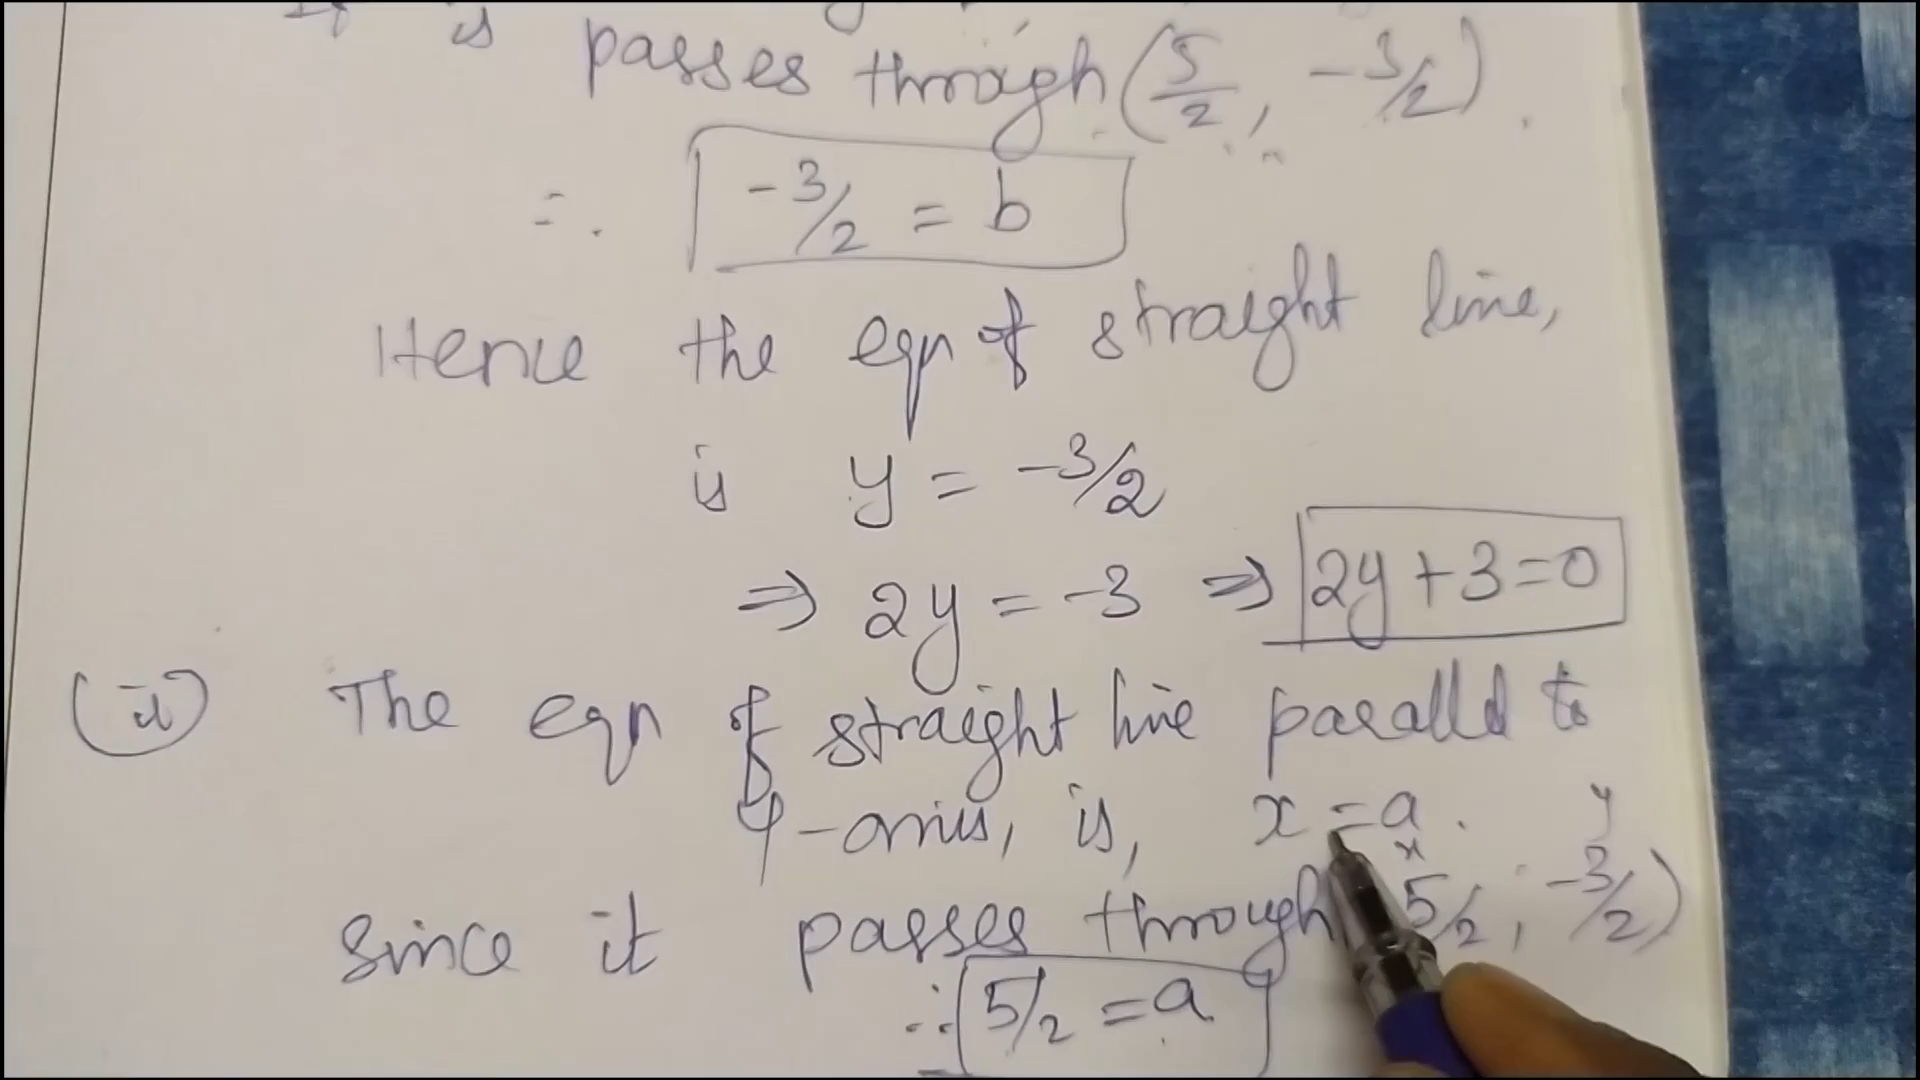 is passes through (5/2, -3/2)
∴ -3/2 = b
Hence the eqn of straight line,
is y = -3/2
⇒ 2y = -3 ⇒ 2y + 3 = 0
(ii) The eqn of straight line parallel to
y-axis, is, x = a. y
x
since it passes through 5/2, -3/2)
∴ 5/2 = a